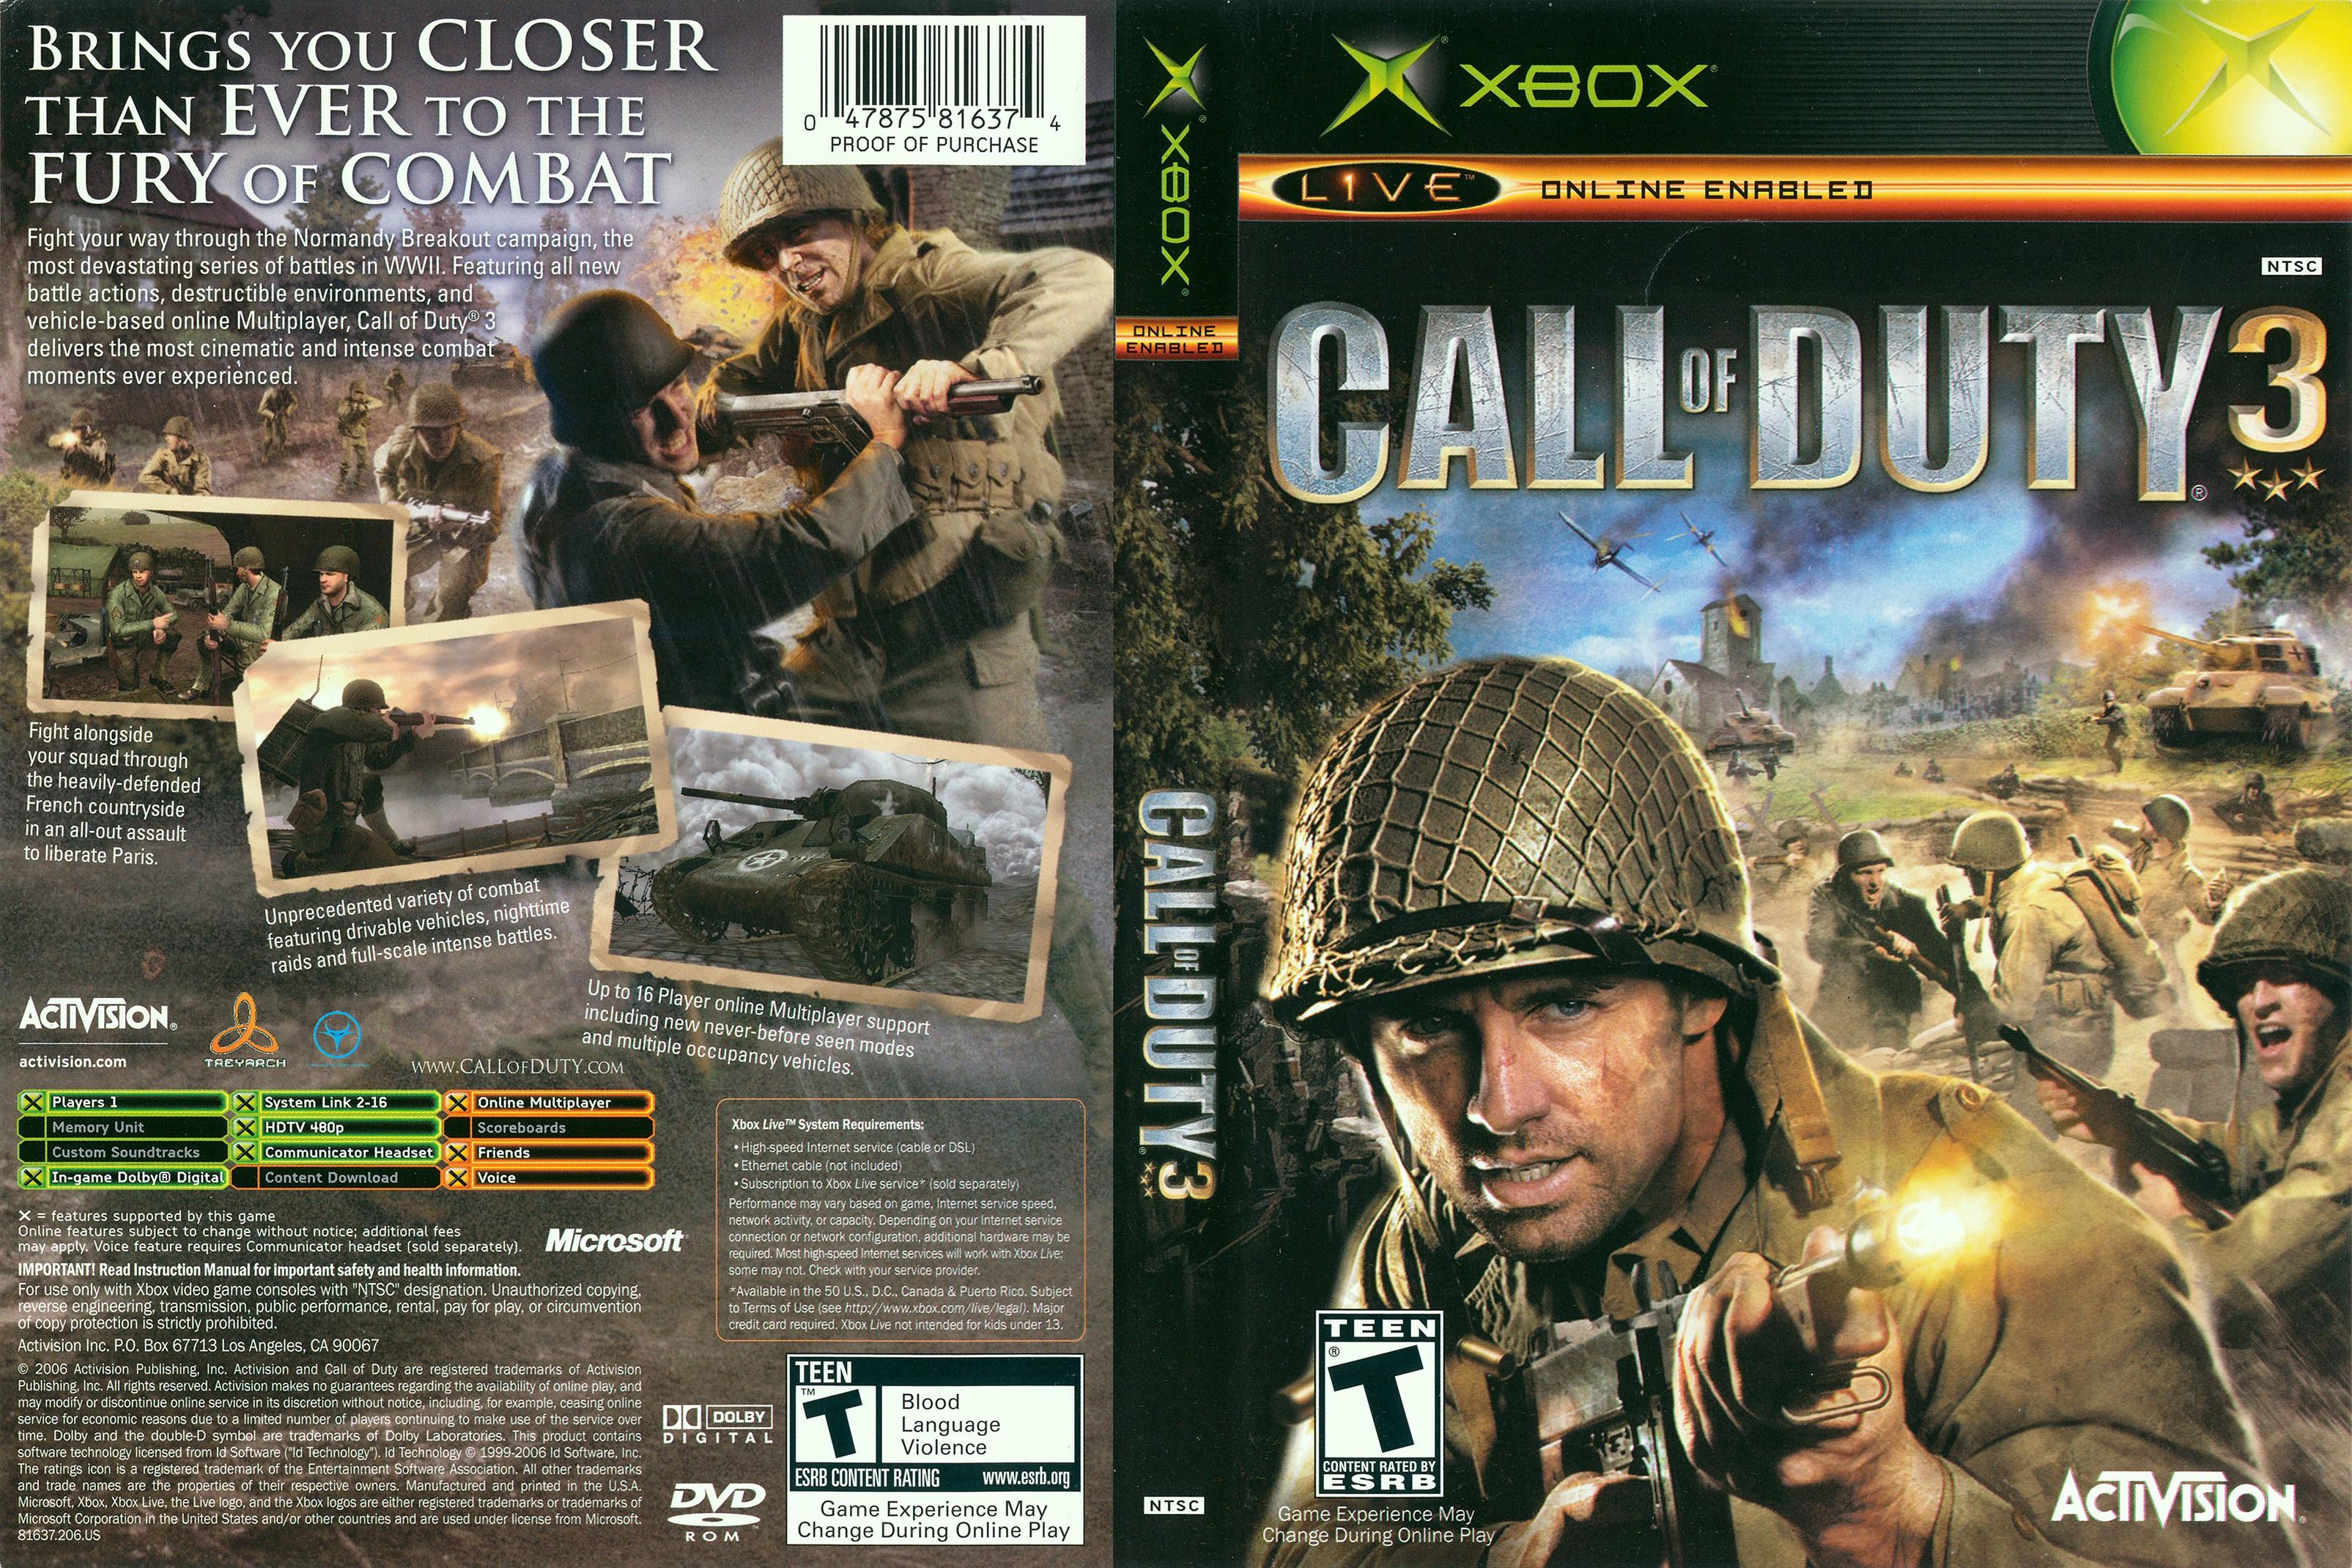 BRINGS YOU CLOSER
THAN EVER TO THE
FURY OF COMBAT
Fight your way through the Normandy Breakout campaign, the
most devastating series of battles in WWII. Featuring all new
battle actions, destructible environments, and
vehicle-based online Multiplayer, Call of Duty® 3
delivers the most cinematic and intense combat
moments ever experienced.
0 47875 81637 4
PROOF OF PURCHASE
Fight alongside
your squad through
the heavily-defended
French countryside
in an all-out assault
to liberate Paris.
Unprecedented variety of combat
featuring drivable vehicles, nighttime
raids and full-scale intense battles.
Up to 16 Player online Multiplayer support
including new never-before seen modes
and multiple occupancy vehicles.
ACTIVISION®
activision.com
TREYARCH
WWW.CALLOFDUTY.COM
Players 1
System Link 2-16
Online Multiplayer
Memory Unit
HDTV 480p
Scoreboards
Custom Soundtracks
Communicator Headset
Friends
In-game Dolby® Digital
Content Download
Voice
X = features supported by this game
Online features subject to change without notice; additional fees
may apply. Voice feature requires Communicator headset (sold separately).
Microsoft
IMPORTANT! Read Instruction Manual for important safety and health information.
For use only with Xbox video game consoles with "NTSC" designation. Unauthorized copying,
reverse engineering, transmission, public performance, rental, pay for play, or circumvention
of copy protection is strictly prohibited.
Activision Inc. P.O. Box 67713 Los Angeles, CA 90067
© 2006 Activision Publishing, Inc. Activision and Call of Duty are registered trademarks of Activision
Publishing, Inc. All rights reserved. Activision makes no guarantees regarding the availability of online play, and
may modify or discontinue online service in its discretion without notice, including, for example, ceasing online
service for economic reasons due to a limited number of players continuing to make use of the service over
time. Dolby and the double-D symbol are trademarks of Dolby Laboratories. This product contains
software technology licensed from Id Software ("Id Technology"). Id Technology © 1999-2006 Id Software, Inc.
The ratings icon is a registered trademark of the Entertainment Software Association. All other trademarks
and trade names are the properties of their respective owners. Manufactured and printed in the U.S.A.
Microsoft, Xbox, Xbox Live, the Live logo, and the Xbox logos are either registered trademarks or trademarks of
Microsoft Corporation in the United States and/or other countries and are used under license from Microsoft.
81637.206.US
Xbox Live™ System Requirements:
• High-speed Internet service (cable or DSL)
• Ethernet cable (not included)
• Subscription to Xbox Live service* (sold separately)
Performance may vary based on game, Internet service speed,
network activity, or capacity. Depending on your Internet service
connection or network configuration, additional hardware may be
required. Most high-speed Internet services will work with Xbox Live;
some may not. Check with your service provider.
*Available in the 50 U.S., D.C., Canada & Puerto Rico. Subject
to Terms of Use (see http://www.xbox.com/live/legal). Major
credit card required. Xbox Live not intended for kids under 13.
DOLBY
DIGITAL
DVD
ROM
TEEN
T™
Blood
Language
Violence
ESRB CONTENT RATING www.esrb.org
Game Experience May
Change During Online Play
XBOX®
ONLINE
ENABLED
CALL OF DUTY® 3
NTSC
XBOX®
LIVE™ ONLINE ENABLED
NTSC
CALL OF DUTY® 3
TEEN
T®
CONTENT RATED BY
ESRB
Game Experience May
Change During Online Play
ACTIVISION®